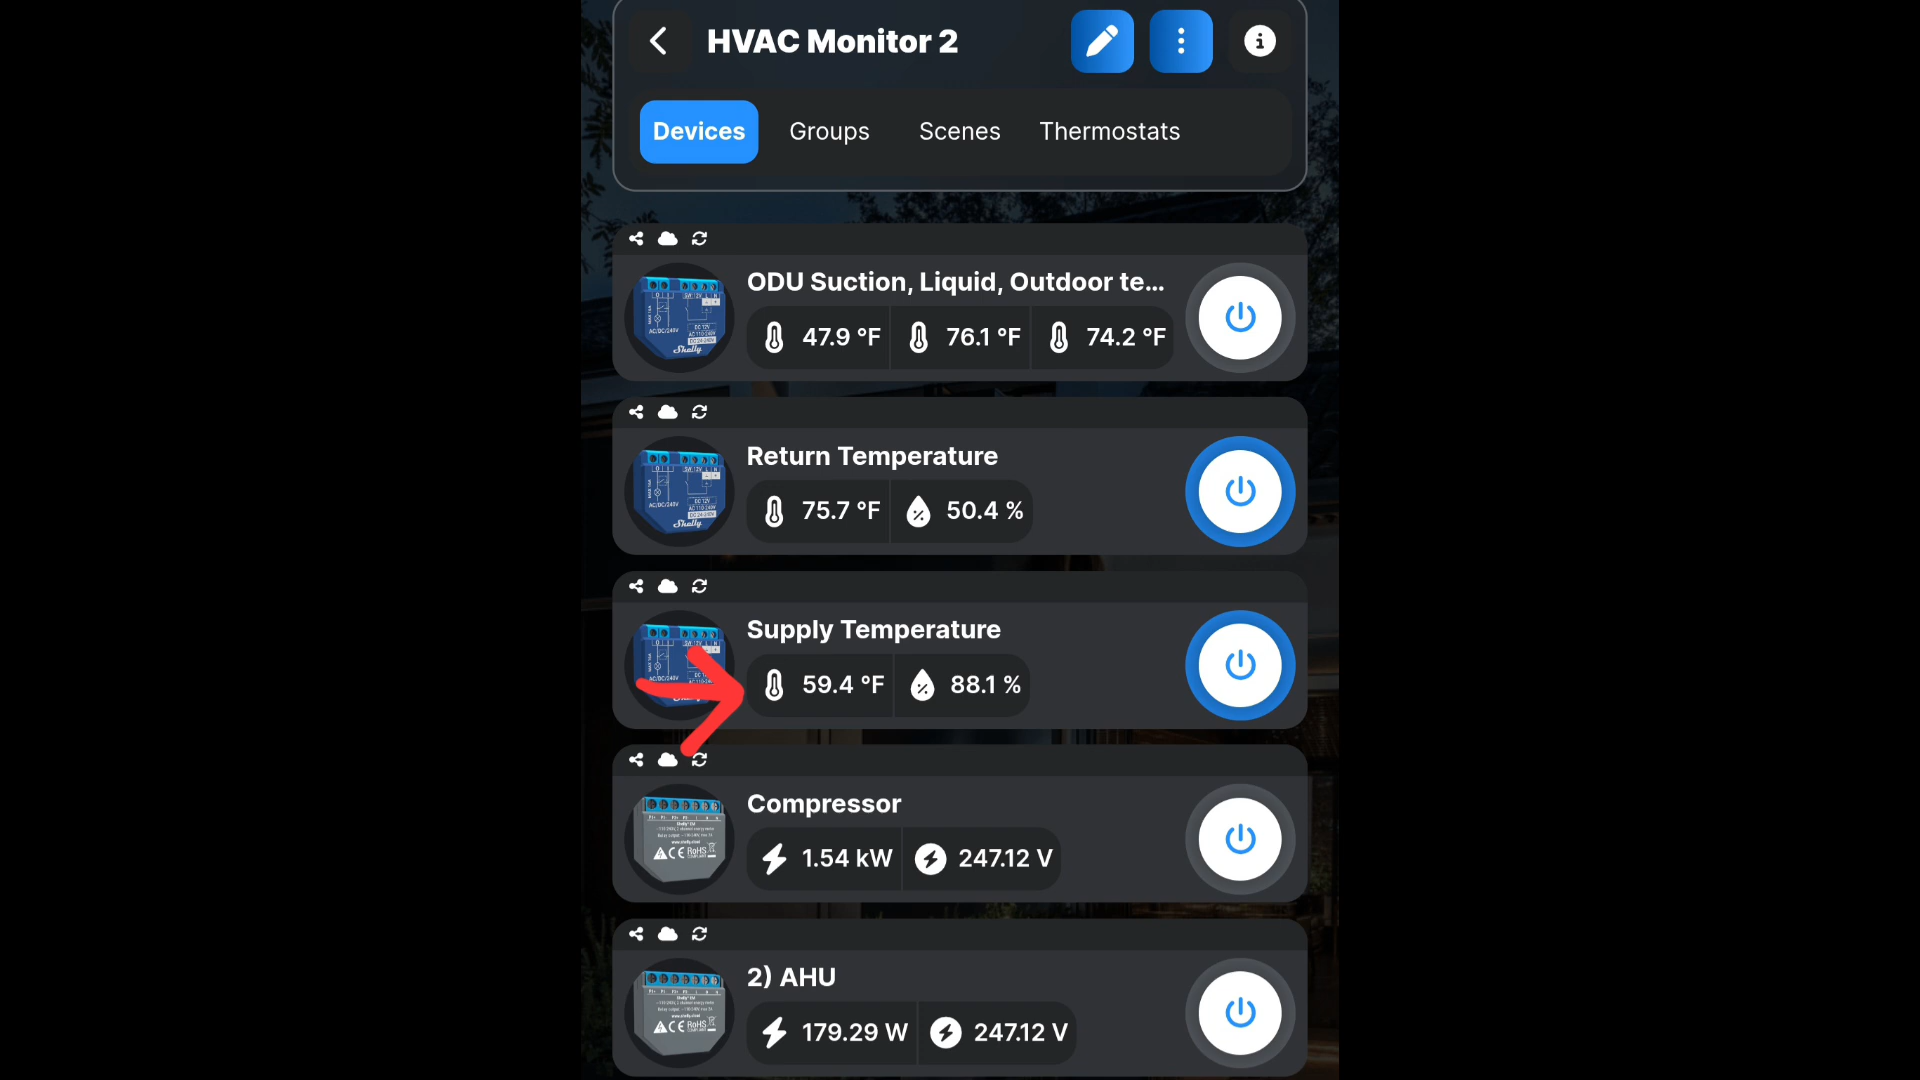 HVAC Monitor 2
Devices Groups Scenes Thermostats
ODU Suction, Liquid, Outdoor te...
47.9 °F 76.1 °F 74.2 °F
Return Temperature
75.7 °F 50.4 %
Supply Temperature
59.4 °F 88.1 %
Compressor
1.54 kW 247.12 V
2) AHU
179.29 W 247.12 V
Shelly
Shelly